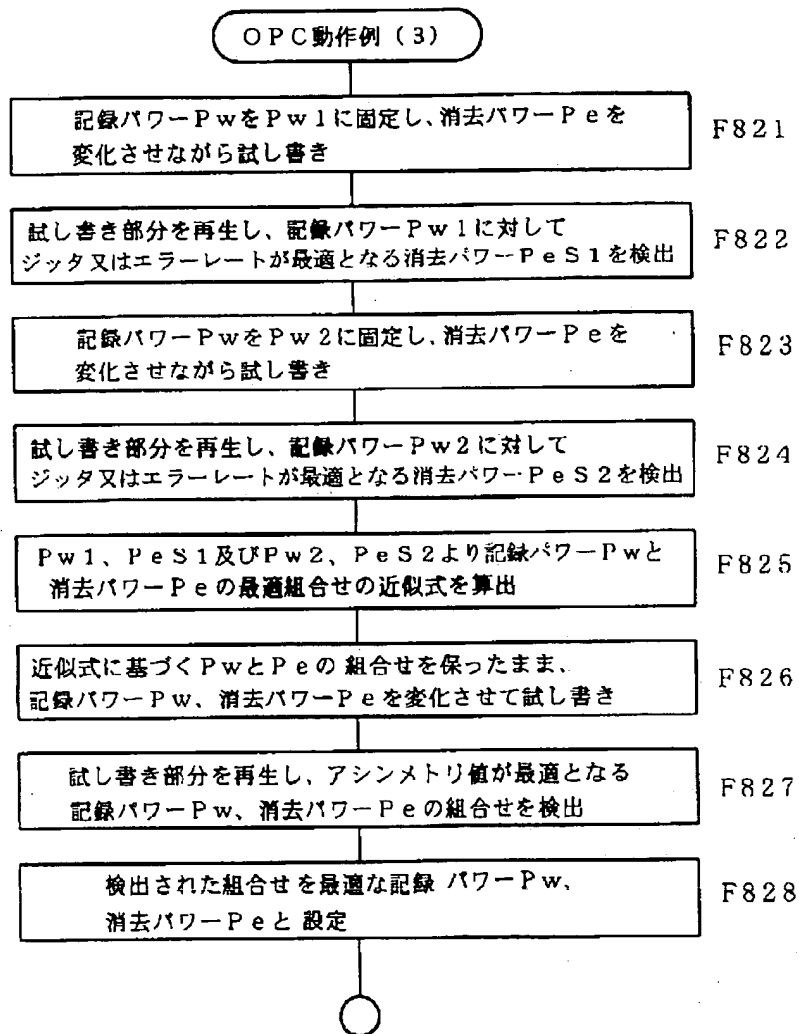 OPC動作例(3)
記録パワーPwをPw1に固定し、消去パワーPeを
変化させながら試し書き
F821
試し書き部分を再生し、記録パワーPw1に対して
ジッタ又はエラーレートが最適となる消去パワーPeS1を検出
F822
記録パワーPwをPw2に固定し、消去パワーPeを
変化させながら試し書き
F823
試し書き部分を再生し、記録パワーPw2に対して
ジッタ又はエラーレートが最適となる消去パワーPeS2を検出
F824
Pw1、PeS1及びPw2、PeS2より記録パワーPwと
消去パワーPeの最適組合せの近似式を算出
F825
近似式に基づくPwとPeの組合せを保ったまま、
記録パワーPw、消去パワーPeを変化させて試し書き
F826
試し書き部分を再生し、アシンメトリ値が最適となる
記録パワーPw、消去パワーPeの組合せを検出
F827
検出された組合せを最適な記録パワーPw、
消去パワーPeと設定
F828